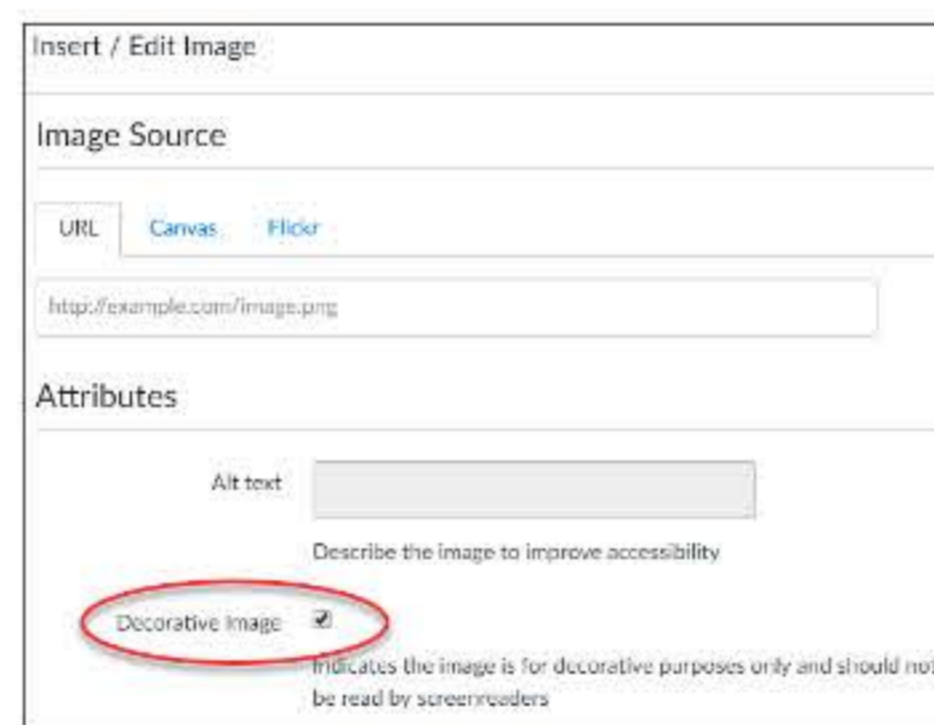 Insert / Edit Image
Image Source
URL Canvas Flickr
http://example.com/image.png
Attributes
Alt text
Describe the image to improve accessibility
Decorative Image
Indicates the image is for decorative purposes only and should not
be read by screenreaders